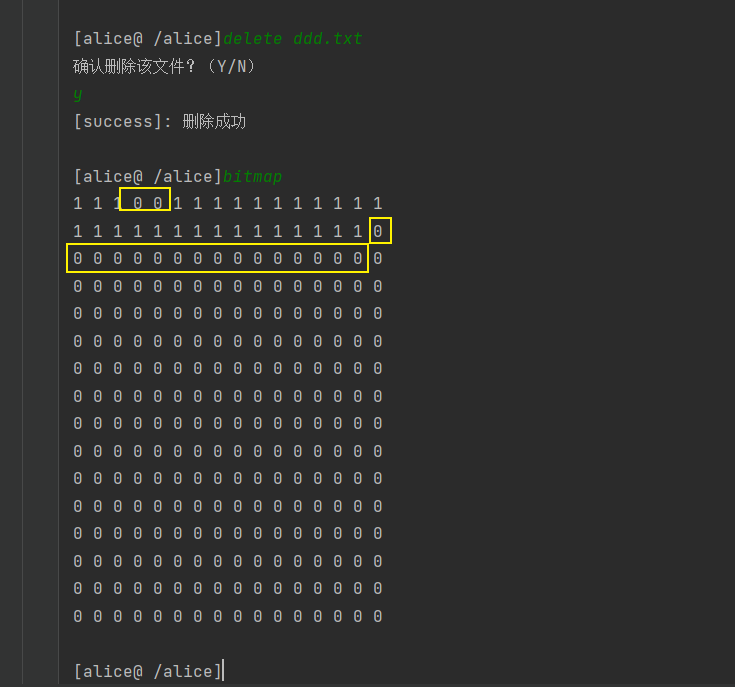 [alice@ /alice]delete ddd.txt
确认删除该文件?（Y/N）
y
[success]: 删除成功
[alice@ /alice]bitmap
1 1 1 0 0 1 1 1 1 1 1 1 1 1 1 1
1 1 1 1 1 1 1 1 1 1 1 1 1 1 1 0
0 0 0 0 0 0 0 0 0 0 0 0 0 0 0 0
0 0 0 0 0 0 0 0 0 0 0 0 0 0 0 0
0 0 0 0 0 0 0 0 0 0 0 0 0 0 0 0
0 0 0 0 0 0 0 0 0 0 0 0 0 0 0 0
0 0 0 0 0 0 0 0 0 0 0 0 0 0 0 0
0 0 0 0 0 0 0 0 0 0 0 0 0 0 0 0
0 0 0 0 0 0 0 0 0 0 0 0 0 0 0 0
0 0 0 0 0 0 0 0 0 0 0 0 0 0 0 0
0 0 0 0 0 0 0 0 0 0 0 0 0 0 0 0
0 0 0 0 0 0 0 0 0 0 0 0 0 0 0 0
0 0 0 0 0 0 0 0 0 0 0 0 0 0 0 0
0 0 0 0 0 0 0 0 0 0 0 0 0 0 0 0
0 0 0 0 0 0 0 0 0 0 0 0 0 0 0 0
0 0 0 0 0 0 0 0 0 0 0 0 0 0 0 0
[alice@ /alice]